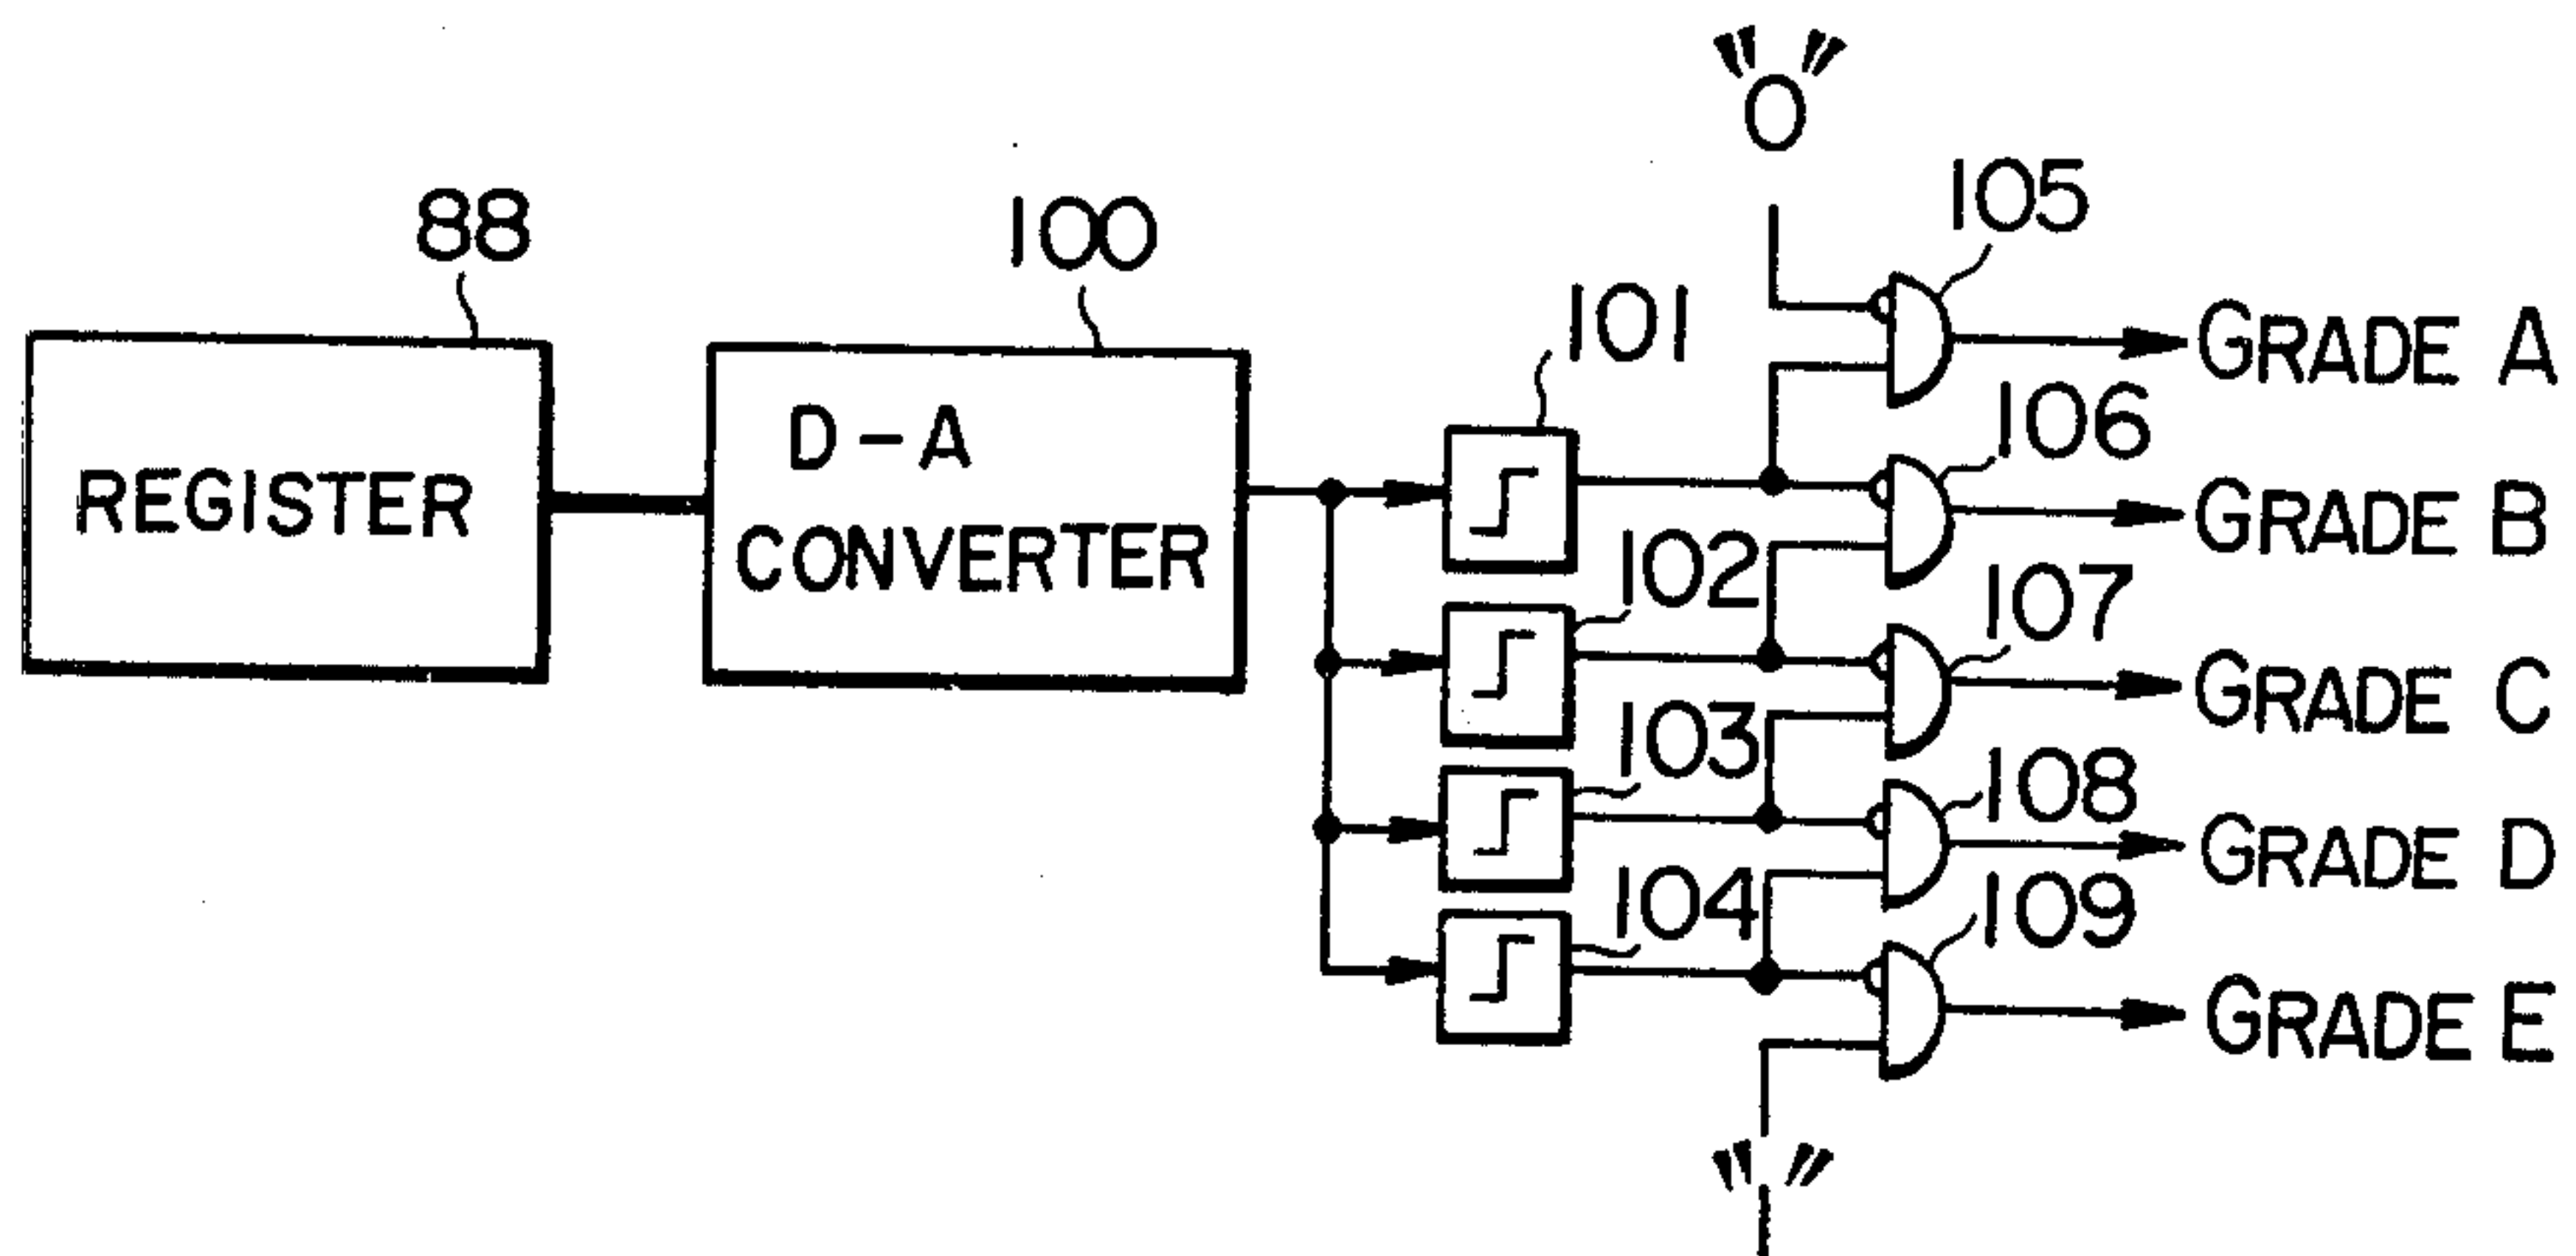 "0"
88
100
105
101
GRADE A
106
REGISTER
D-A
CONVERTER
GRADE B
102
107
GRADE C
103
108
GRADE D
104
109
GRADE E
"1"